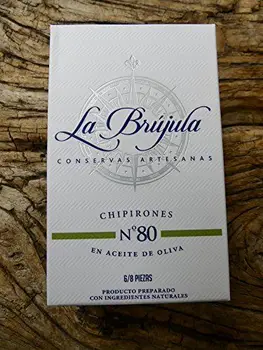 La Brújula
CONSERVAS ARTESANAS
CHIPIRONES
Nº80
EN ACEITE DE OLIVA
6/8 PIEZAS
PRODUCTO PREPARADO
CON INGREDIENTES NATURALES